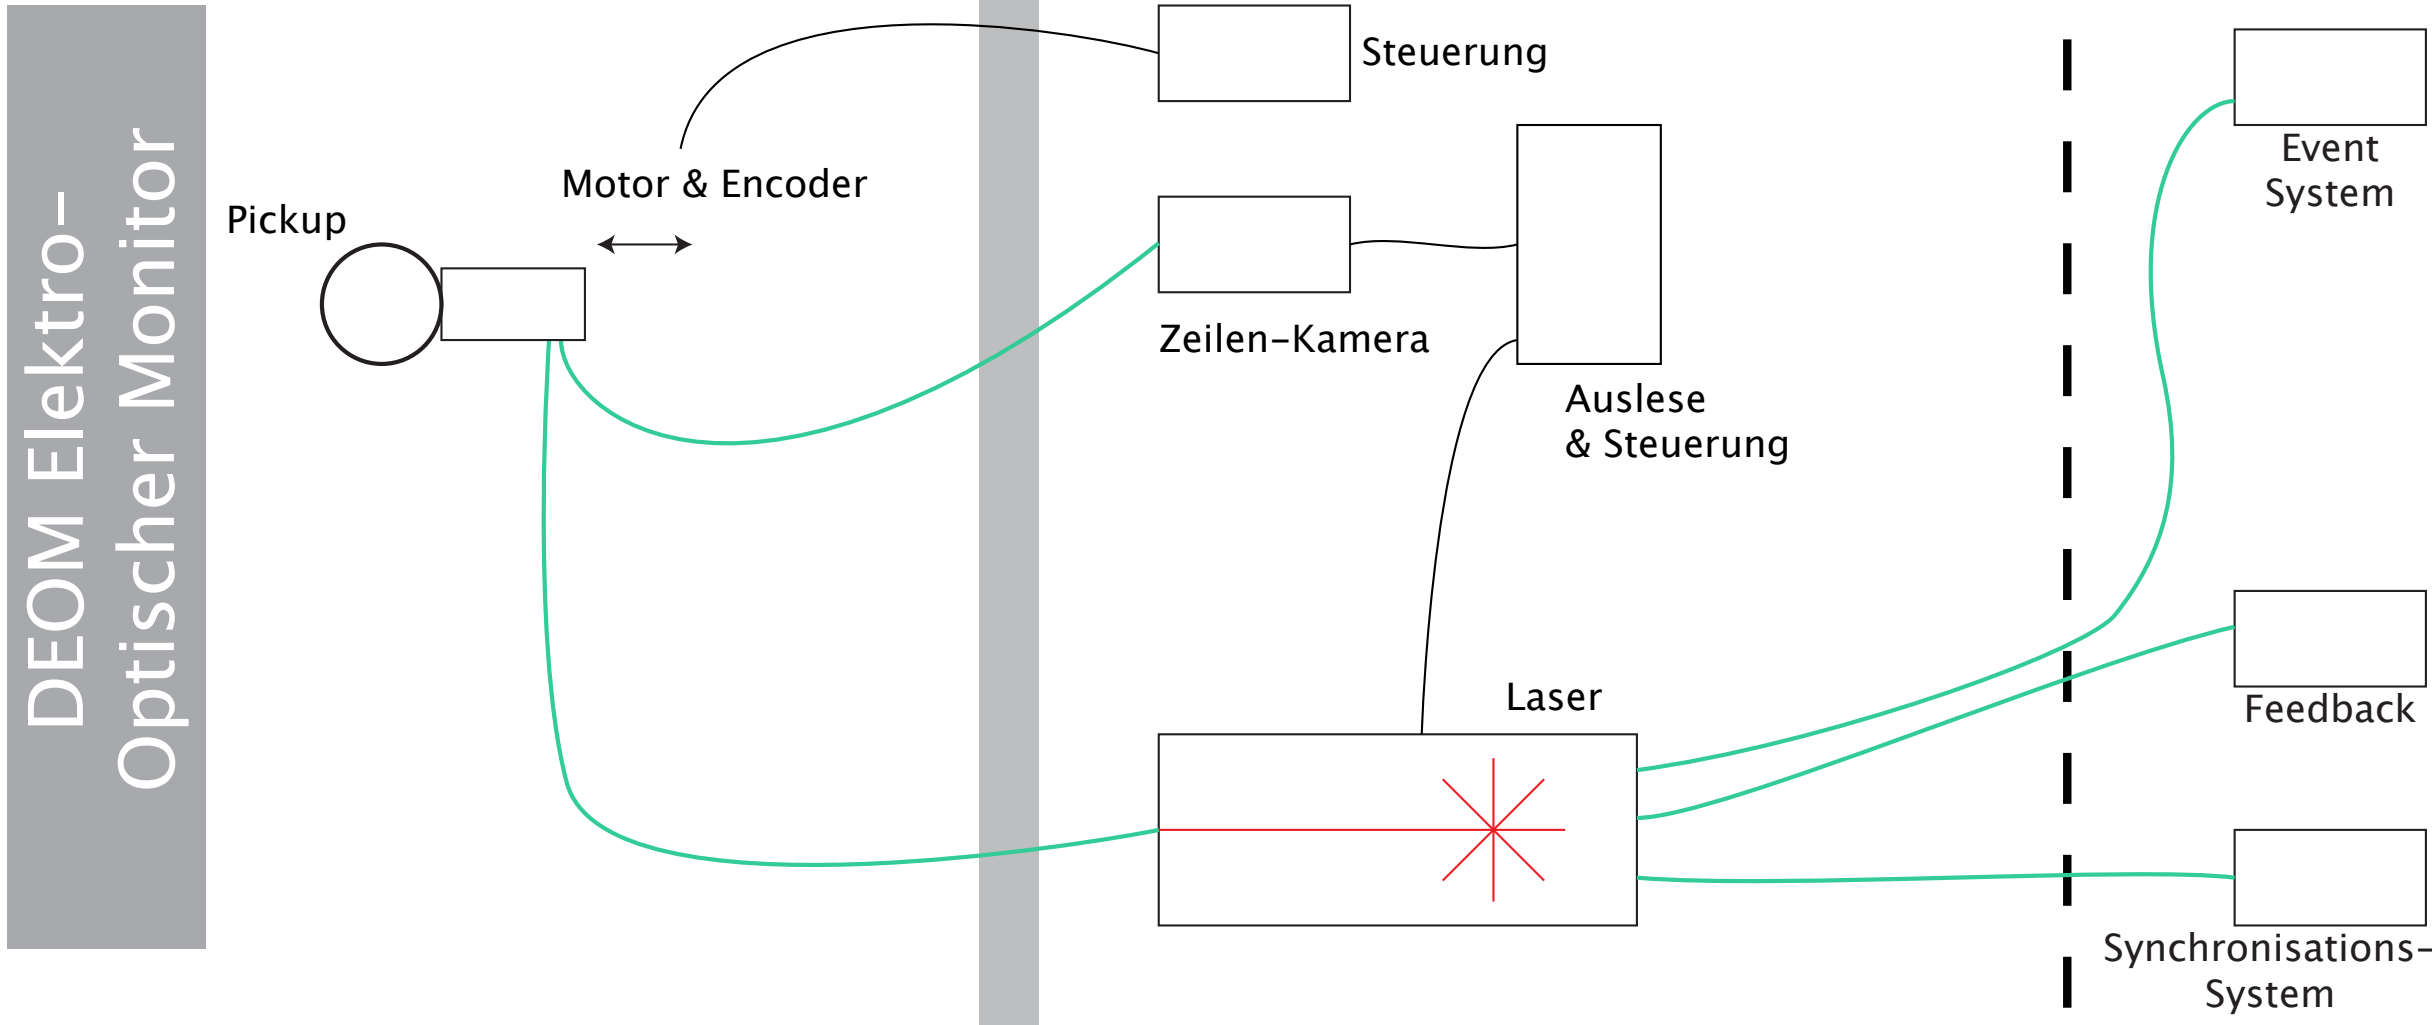 DEOM Elektro-
Optischer Monitor
Pickup
Motor & Encoder
Steuerung
Zeilen-Kamera
Auslese
& Steuerung
Laser
Event
System
Feedback
Synchronisations-
System